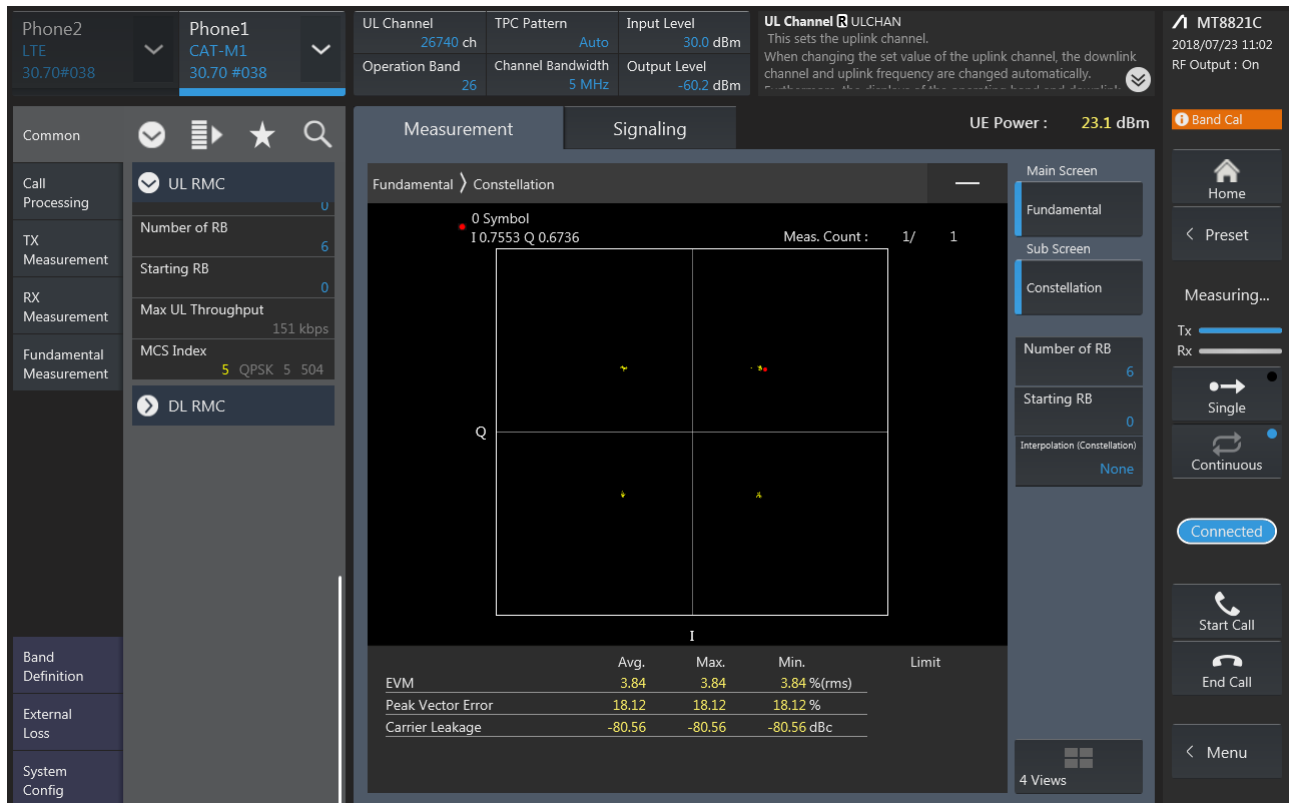 Phone2
LTE
30.70#038
Phone1
CAT-M1
30.70 #038
UL Channel
26740 ch
TPC Pattern
Auto
Input Level
30.0 dBm
Operation Band
26
Channel Bandwidth
5 MHz
Output Level
-60.2 dBm
UL Channel R ULCHAN
This sets the uplink channel.
When changing the set value of the uplink channel, the downlink
channel and uplink frequency are changed automatically.
MT8821C
2018/07/23 11:02
RF Output : On
Common
Call
Processing
TX
Measurement
RX
Measurement
Fundamental
Measurement
Band
Definition
External
Loss
System
Config
UL RMC
0
Number of RB
6
Starting RB
0
Max UL Throughput
151 kbps
MCS Index
5 QPSK 5 504
DL RMC
Measurement
Signaling
UE Power : 23.1 dBm
Fundamental 〉 Constellation
0 Symbol
I 0.7553 Q 0.6736
Meas. Count : 1/ 1
Q
I
Avg. Max. Min. Limit
EVM 3.84 3.84 3.84 %(rms)
Peak Vector Error 18.12 18.12 18.12 %
Carrier Leakage -80.56 -80.56 -80.56 dBc
Main Screen
Fundamental
Sub Screen
Constellation
Number of RB
6
Starting RB
0
Interpolation (Constellation)
None
4 Views
Band Cal
Home
< Preset
Measuring...
Tx
Rx
Single
Continuous
Connected
Start Call
End Call
< Menu